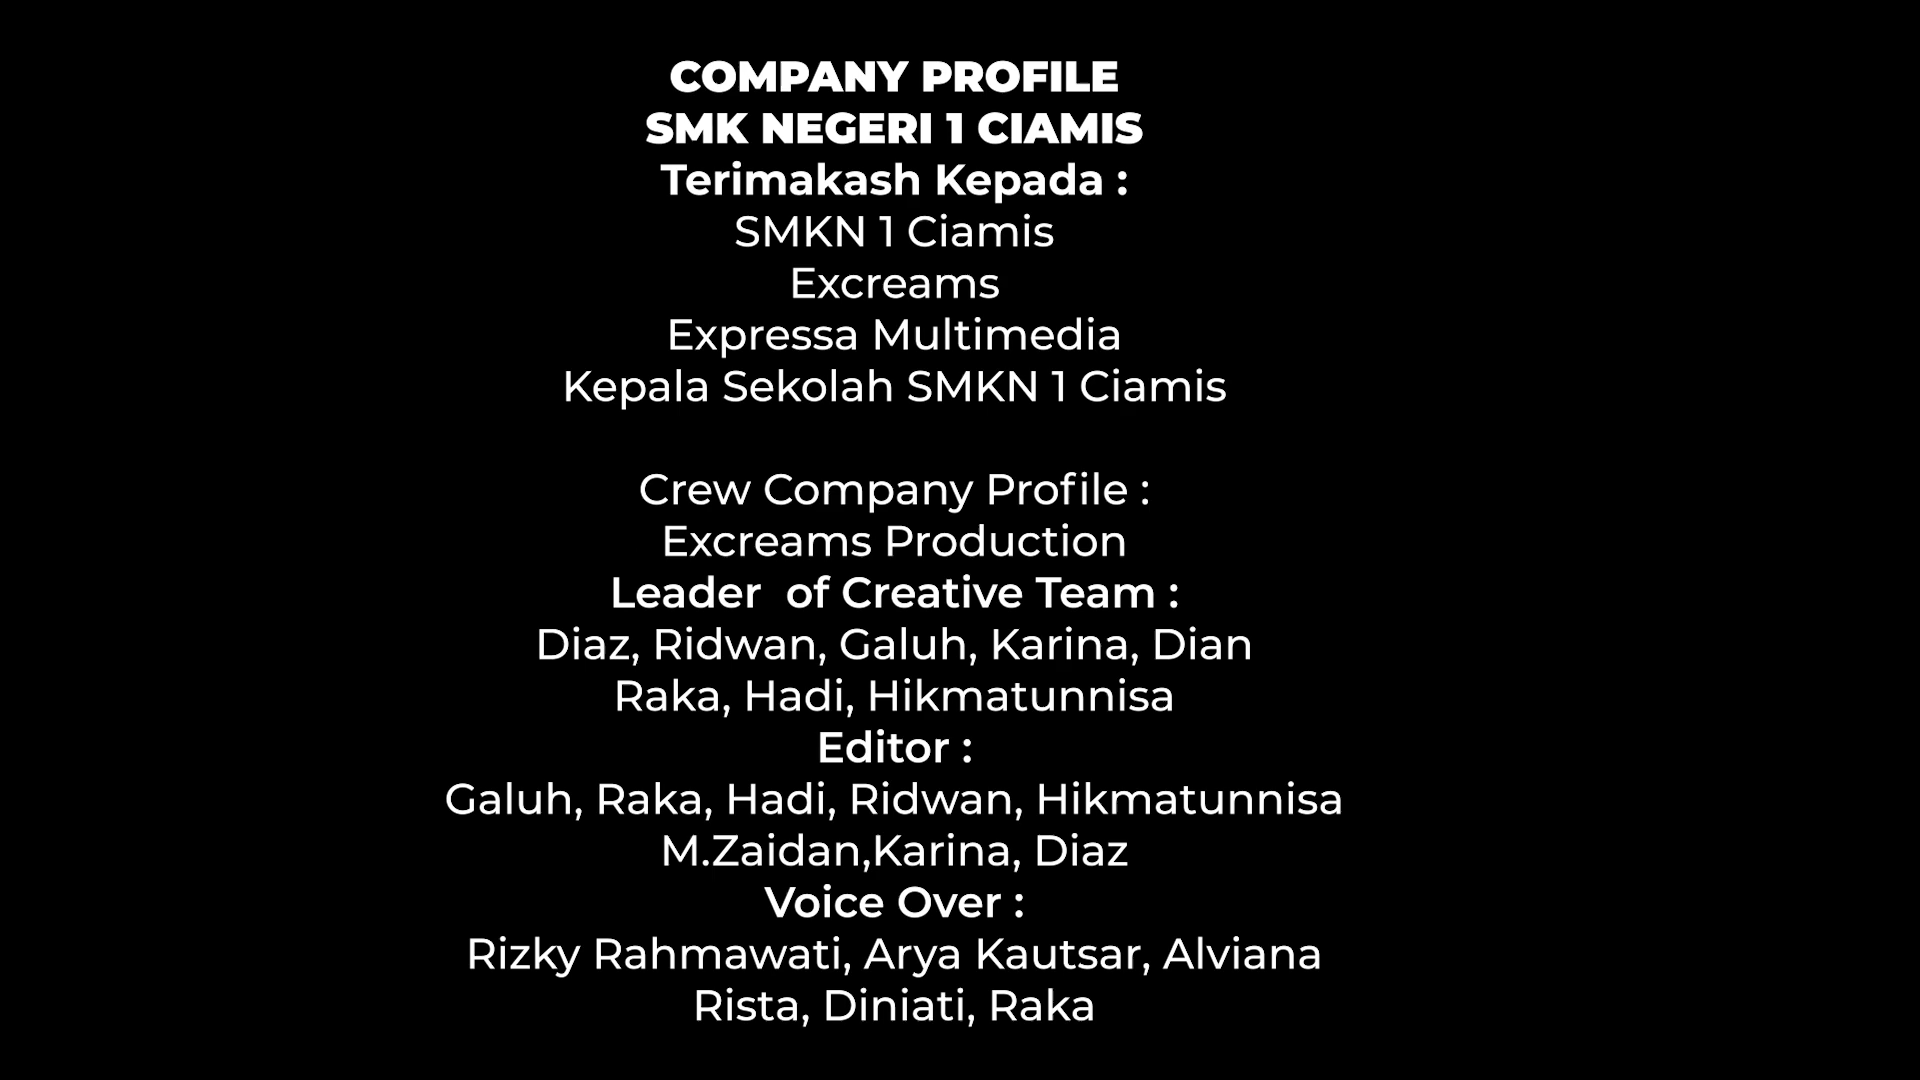 COMPANY PROFILE
SMK NEGERI 1 CIAMIS
Terimakash Kepada :
SMKN 1 Ciamis
Excreams
Expressa Multimedia
Kepala Sekolah SMKN 1 Ciamis
Crew Company Profile :
Excreams Production
Leader  of Creative Team :
Diaz, Ridwan, Galuh, Karina, Dian
Raka, Hadi, Hikmatunnisa
Editor :
Galuh, Raka, Hadi, Ridwan, Hikmatunnisa
M.Zaidan,Karina, Diaz
Voice Over :
Rizky Rahmawati, Arya Kautsar, Alviana
Rista, Diniati, Raka